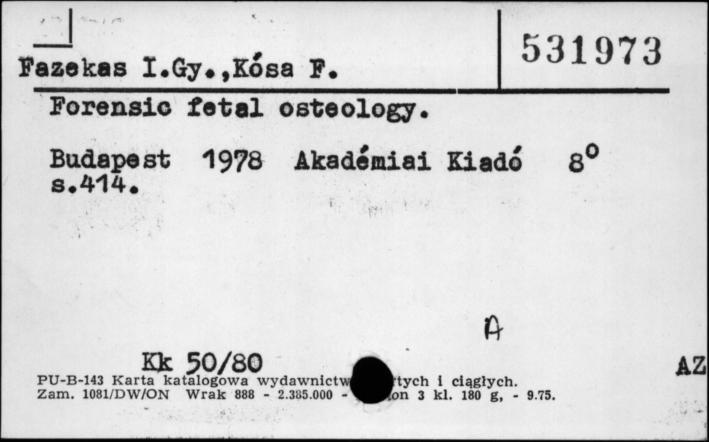 531973
Fazekas I.Gy.,Kósa F.
Forensic fetal osteology.
Budapest 1978 Akadémiai Kiadó 8°
s.414.
A
Kk 50/80
AZ
PU-B-143 Karta katalogowa wydawnictw tych i ciągłych.
Zam. 1081/DW/ON Wrak 888 - 2.385.000 - on 3 kl. 180 g, - 9.75.